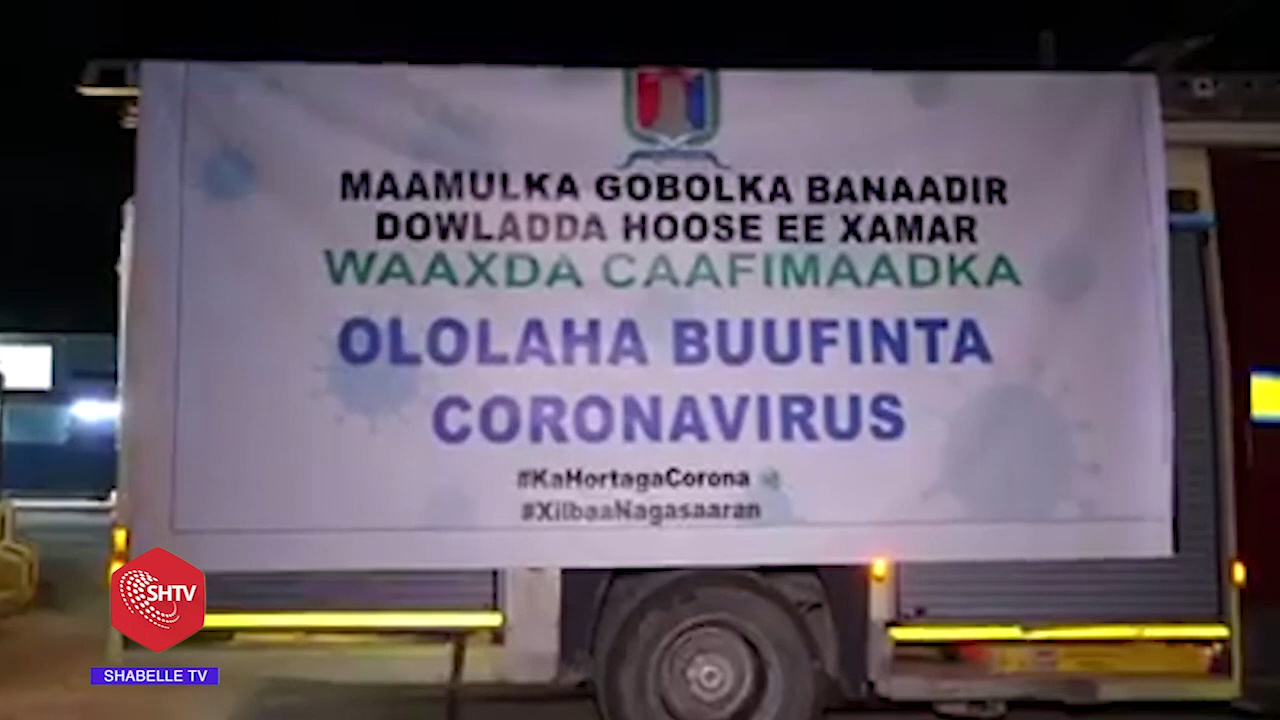 MAAMULKA GOBOLKA BANAADIR
DOWLADDA HOOSE EE XAMAR
WAAXDA CAAFIMAADKA
OLOLAHA BUUFINTA
CORONAVIRUS
#KaHortagaCorona
#XilbaaNagasaaran
SHTV
SHABELLE TV